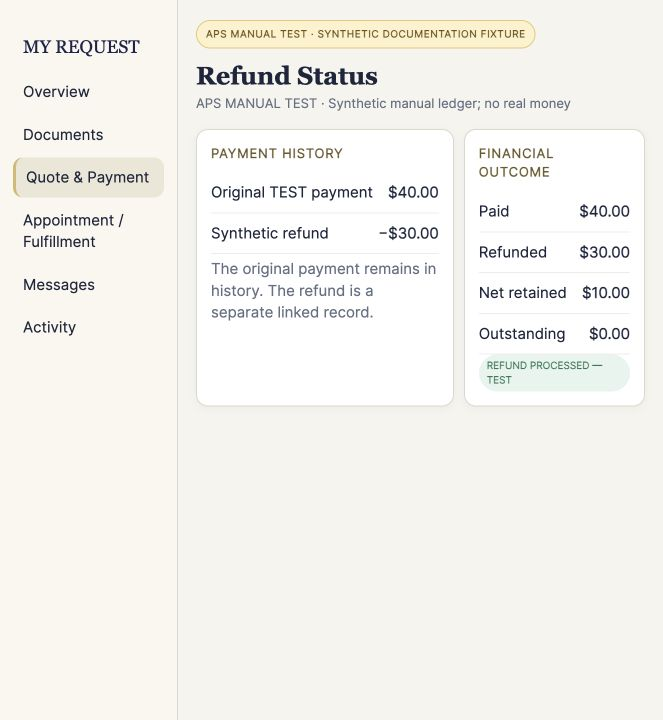 MY REQUEST
Overview
Documents
Quote & Payment
Appointment /
Fulfillment
Messages
Activity
APS MANUAL TEST · SYNTHETIC DOCUMENTATION FIXTURE
Refund Status
APS MANUAL TEST · Synthetic manual ledger; no real money
PAYMENT HISTORY
Original TEST payment $40.00
Synthetic refund −$30.00
The original payment remains in
history. The refund is a
separate linked record.
FINANCIAL
OUTCOME
Paid $40.00
Refunded $30.00
Net retained $10.00
Outstanding $0.00
REFUND PROCESSED —
TEST